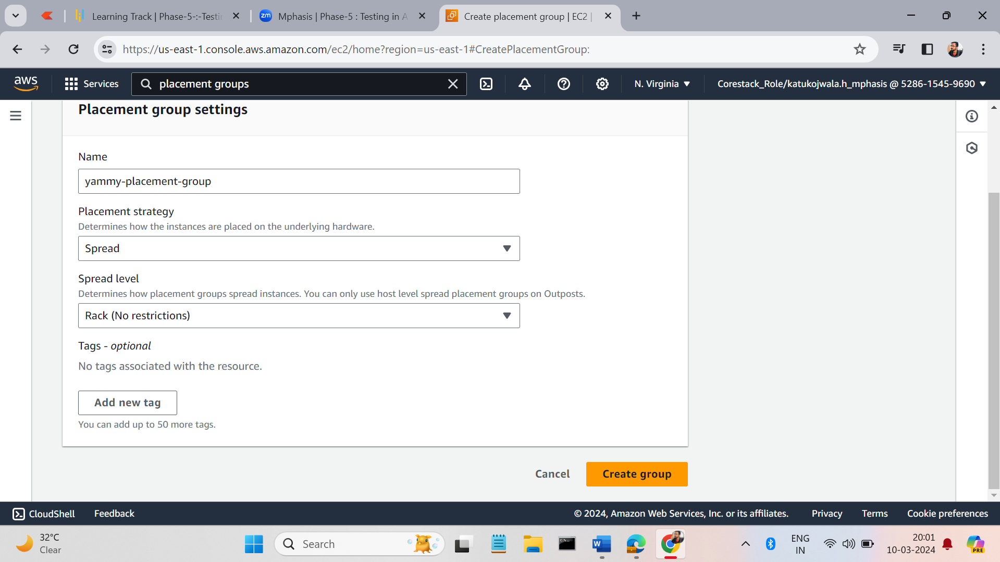 Learning Track | Phase-5-:-Testin
zm
Mphasis | Phase-5 : Testing in A
Create placement group | EC2 |
https://us-east-1.console.aws.amazon.com/ec2/home?region=us-east-1#CreatePlacementGroup:
aws
Services
placement groups
N. Virginia
Corestack_Role/katukojwala.h_mphasis @ 5286-1545-9690
Placement group settings
Name
yammy-placement-group
Placement strategy
Determines how the instances are placed on the underlying hardware.
Spread
Spread level
Determines how placement groups spread instances. You can only use host level spread placement groups on Outposts.
Rack (No restrictions)
Tags - optional
No tags associated with the resource.
Add new tag
You can add up to 50 more tags.
Cancel
Create group
CloudShell
Feedback
© 2024, Amazon Web Services, Inc. or its affiliates.
Privacy
Terms
Cookie preferences
32°C
Clear
Search
W
ENG
IN
20:01
10-03-2024
PRE